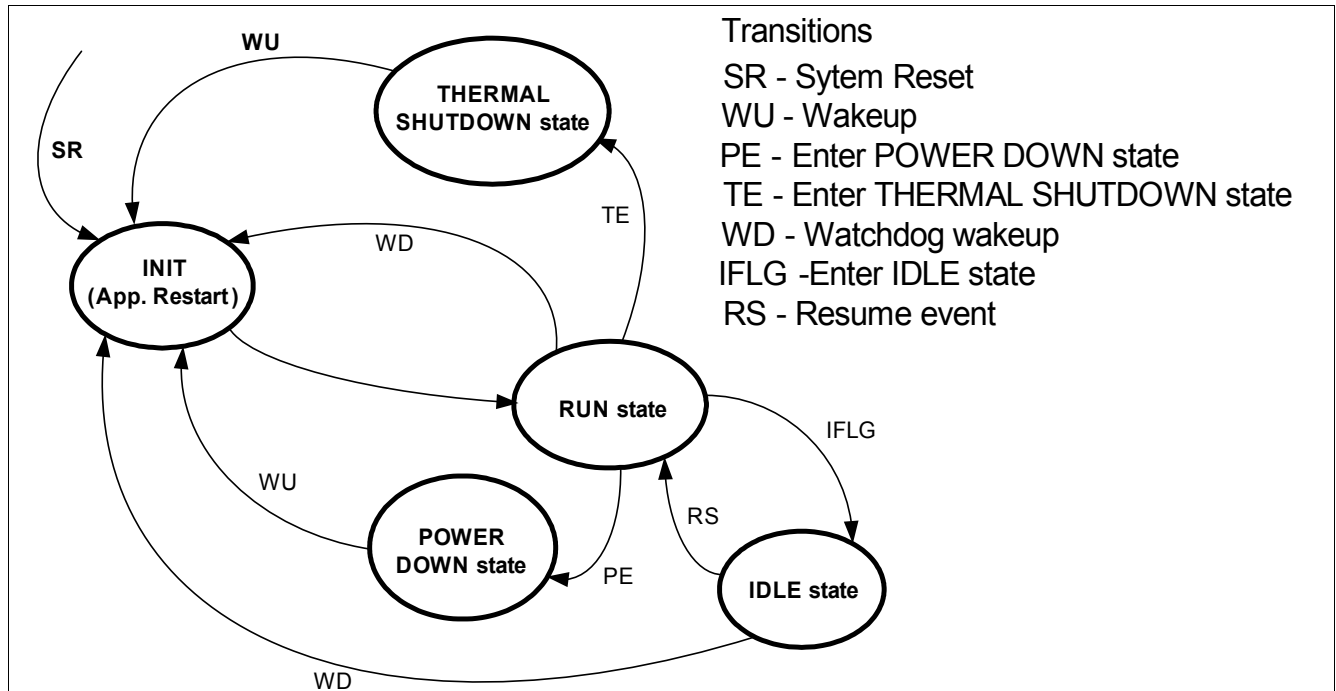 WU
THERMAL
SHUTDOWN state
SR
TE
WD
INIT
(App. Restart)
RUN state
IFLG
WU
POWER
DOWN state
RS
PE
IDLE state
WD
Transitions
SR - Sytem Reset
WU - Wakeup
PE - Enter POWER DOWN state
TE - Enter THERMAL SHUTDOWN state
WD - Watchdog wakeup
IFLG -Enter IDLE state
RS - Resume event